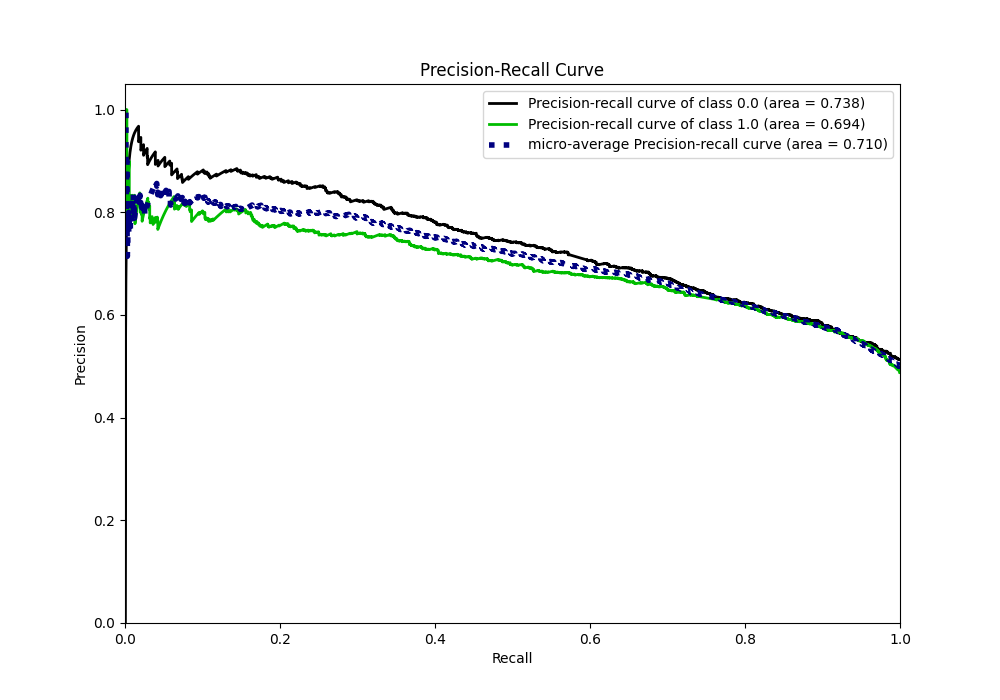 Precision-Recall Curve
Precision-recall curve of class 0.0 (area = 0.738)
Precision-recall curve of class 1.0 (area = 0.694)
micro-average Precision-recall curve (area = 0.710)
Precision
1.0
0.8
0.6
0.4
0.2
0.0
0.0 0.2 0.4 0.6 0.8 1.0
Recall